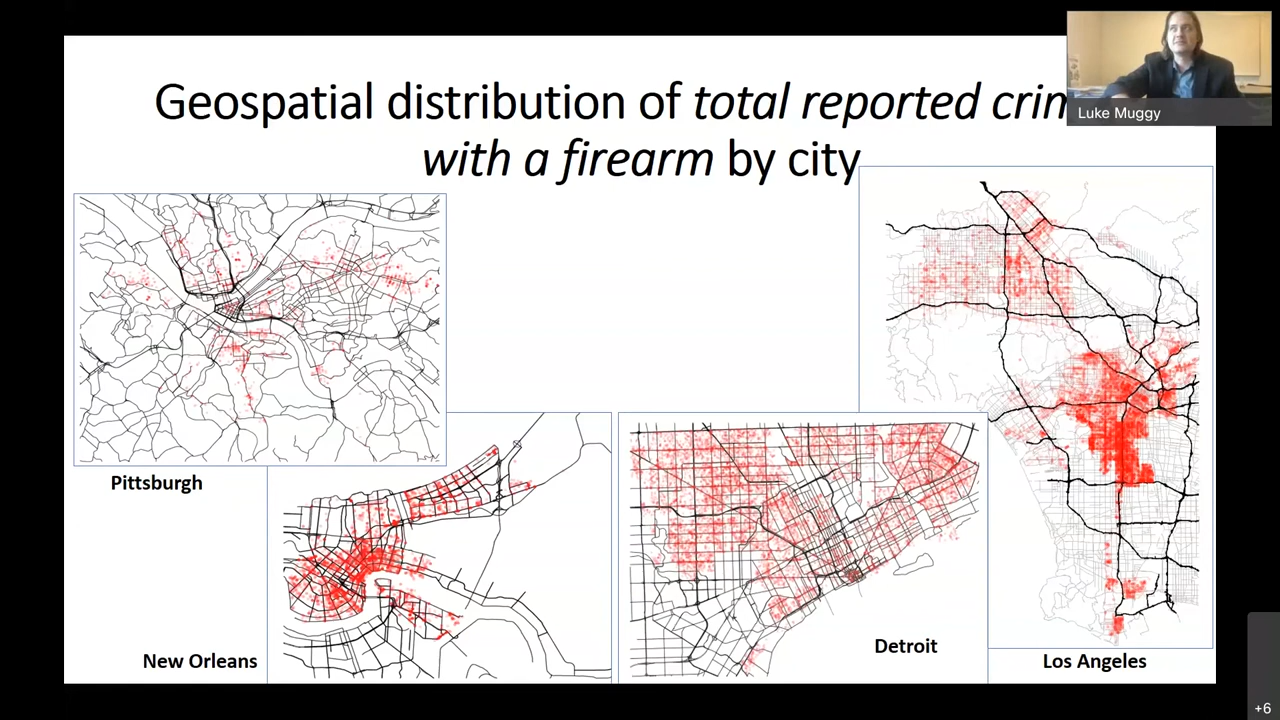 Geospatial distribution of total reported crim
with a firearm by city
Luke Muggy
Pittsburgh
New Orleans
Detroit
Los Angeles
+6